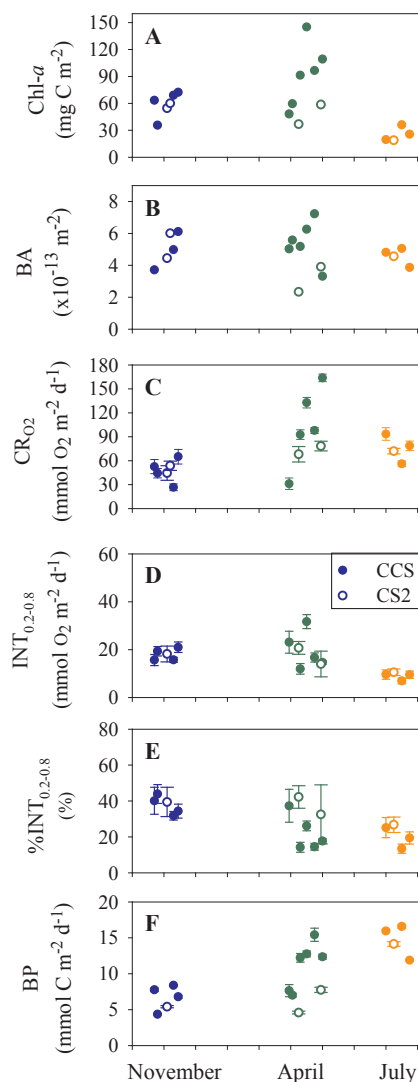 150
120
90
60
30
0
A
Chl-a
(mg C m-2)
8
6
4
2
0
B
BA
(x10-13 m-2)
180
150
120
90
60
30
0
C
CRO2
(mmol O2 m-2 d-1)
60
40
20
0
D
CCS
CS2
INT0.2-0.8
(mmol O2 m-2 d-1)
80
60
40
20
0
E
%INT0.2-0.8
(%)
20
15
10
5
0
F
BP
(mmol C m-2 d-1)
November April July